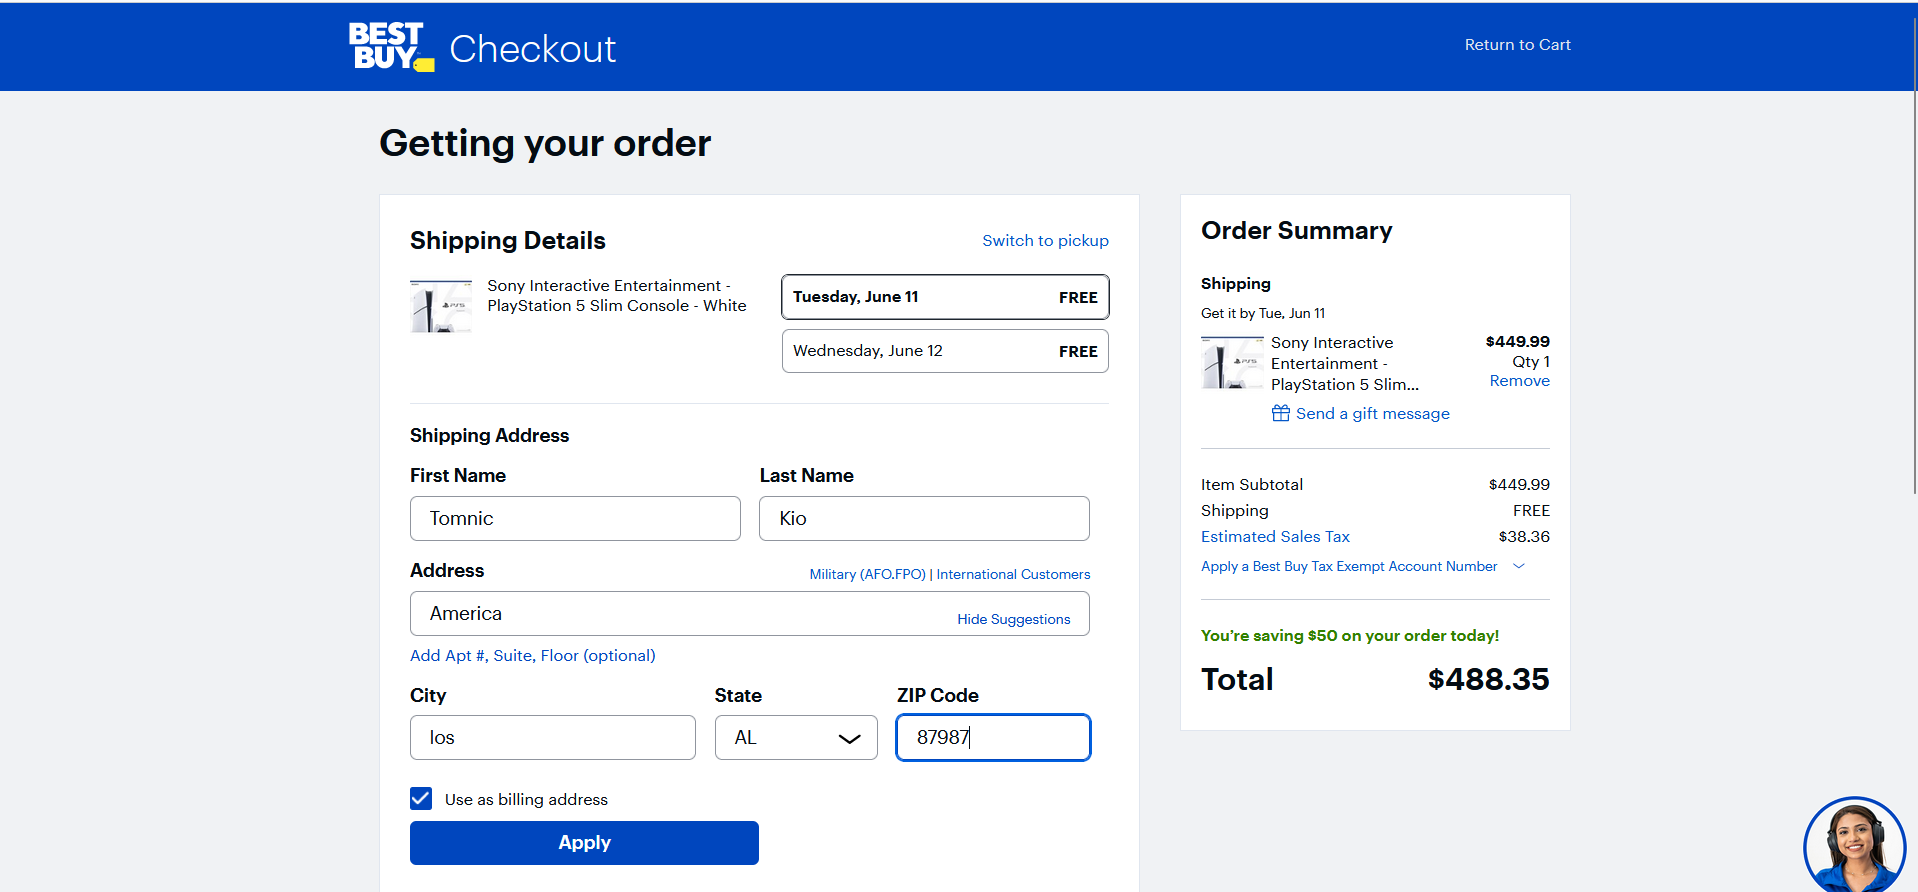 BEST
BUY
Checkout
Return to Cart
Getting your order
Shipping Details
Switch to pickup
Sony Interactive Entertainment -
PlayStation 5 Slim Console - White
Tuesday, June 11 FREE
Wednesday, June 12 FREE
Shipping Address
First Name Last Name
Tomnic Kio
Address Military (AFO.FPO) | International Customers
America Hide Suggestions
Add Apt #, Suite, Floor (optional)
City State ZIP Code
los AL 87987
Use as billing address
Apply
Order Summary
Shipping
Get it by Tue, Jun 11
Sony Interactive $449.99
Entertainment - Qty 1
PlayStation 5 Slim... Remove
Send a gift message
Item Subtotal $449.99
Shipping FREE
Estimated Sales Tax $38.36
Apply a Best Buy Tax Exempt Account Number
You're saving $50 on your order today!
Total $488.35